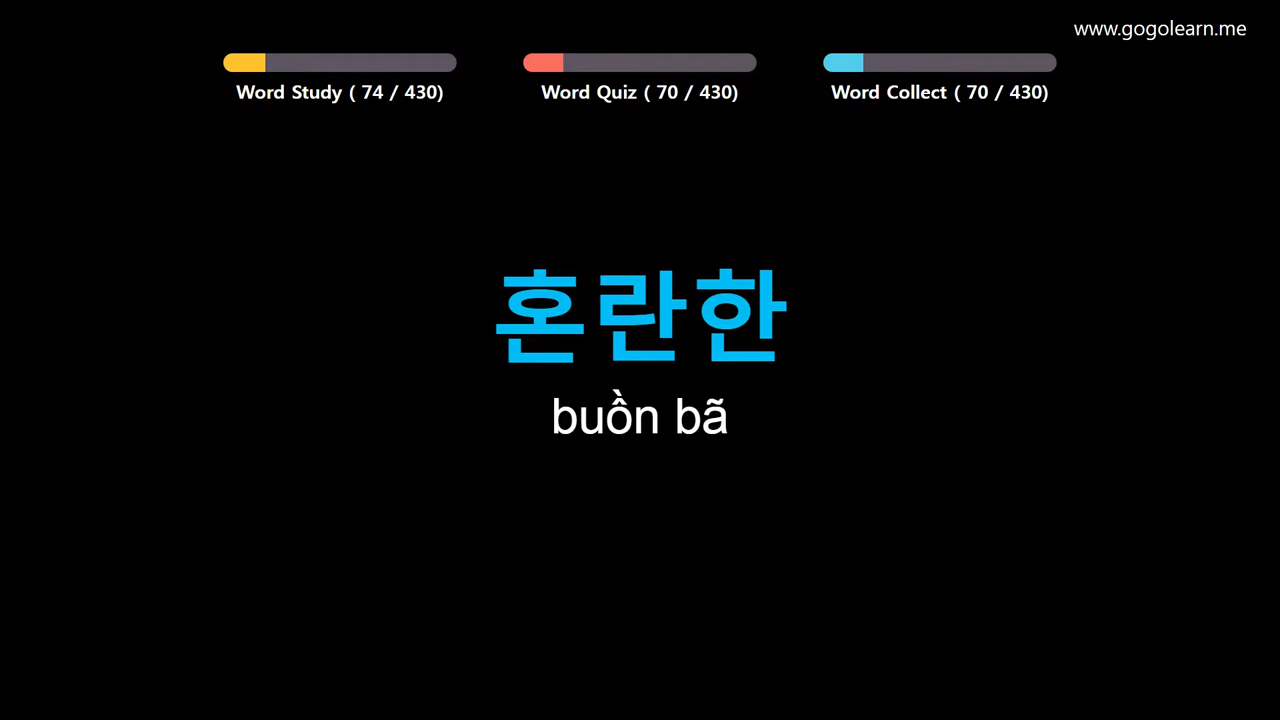 www.gogolearn.me
Word Study ( 74 / 430)
Word Quiz ( 70 / 430)
Word Collect ( 70 / 430)
혼란한
buồn bã